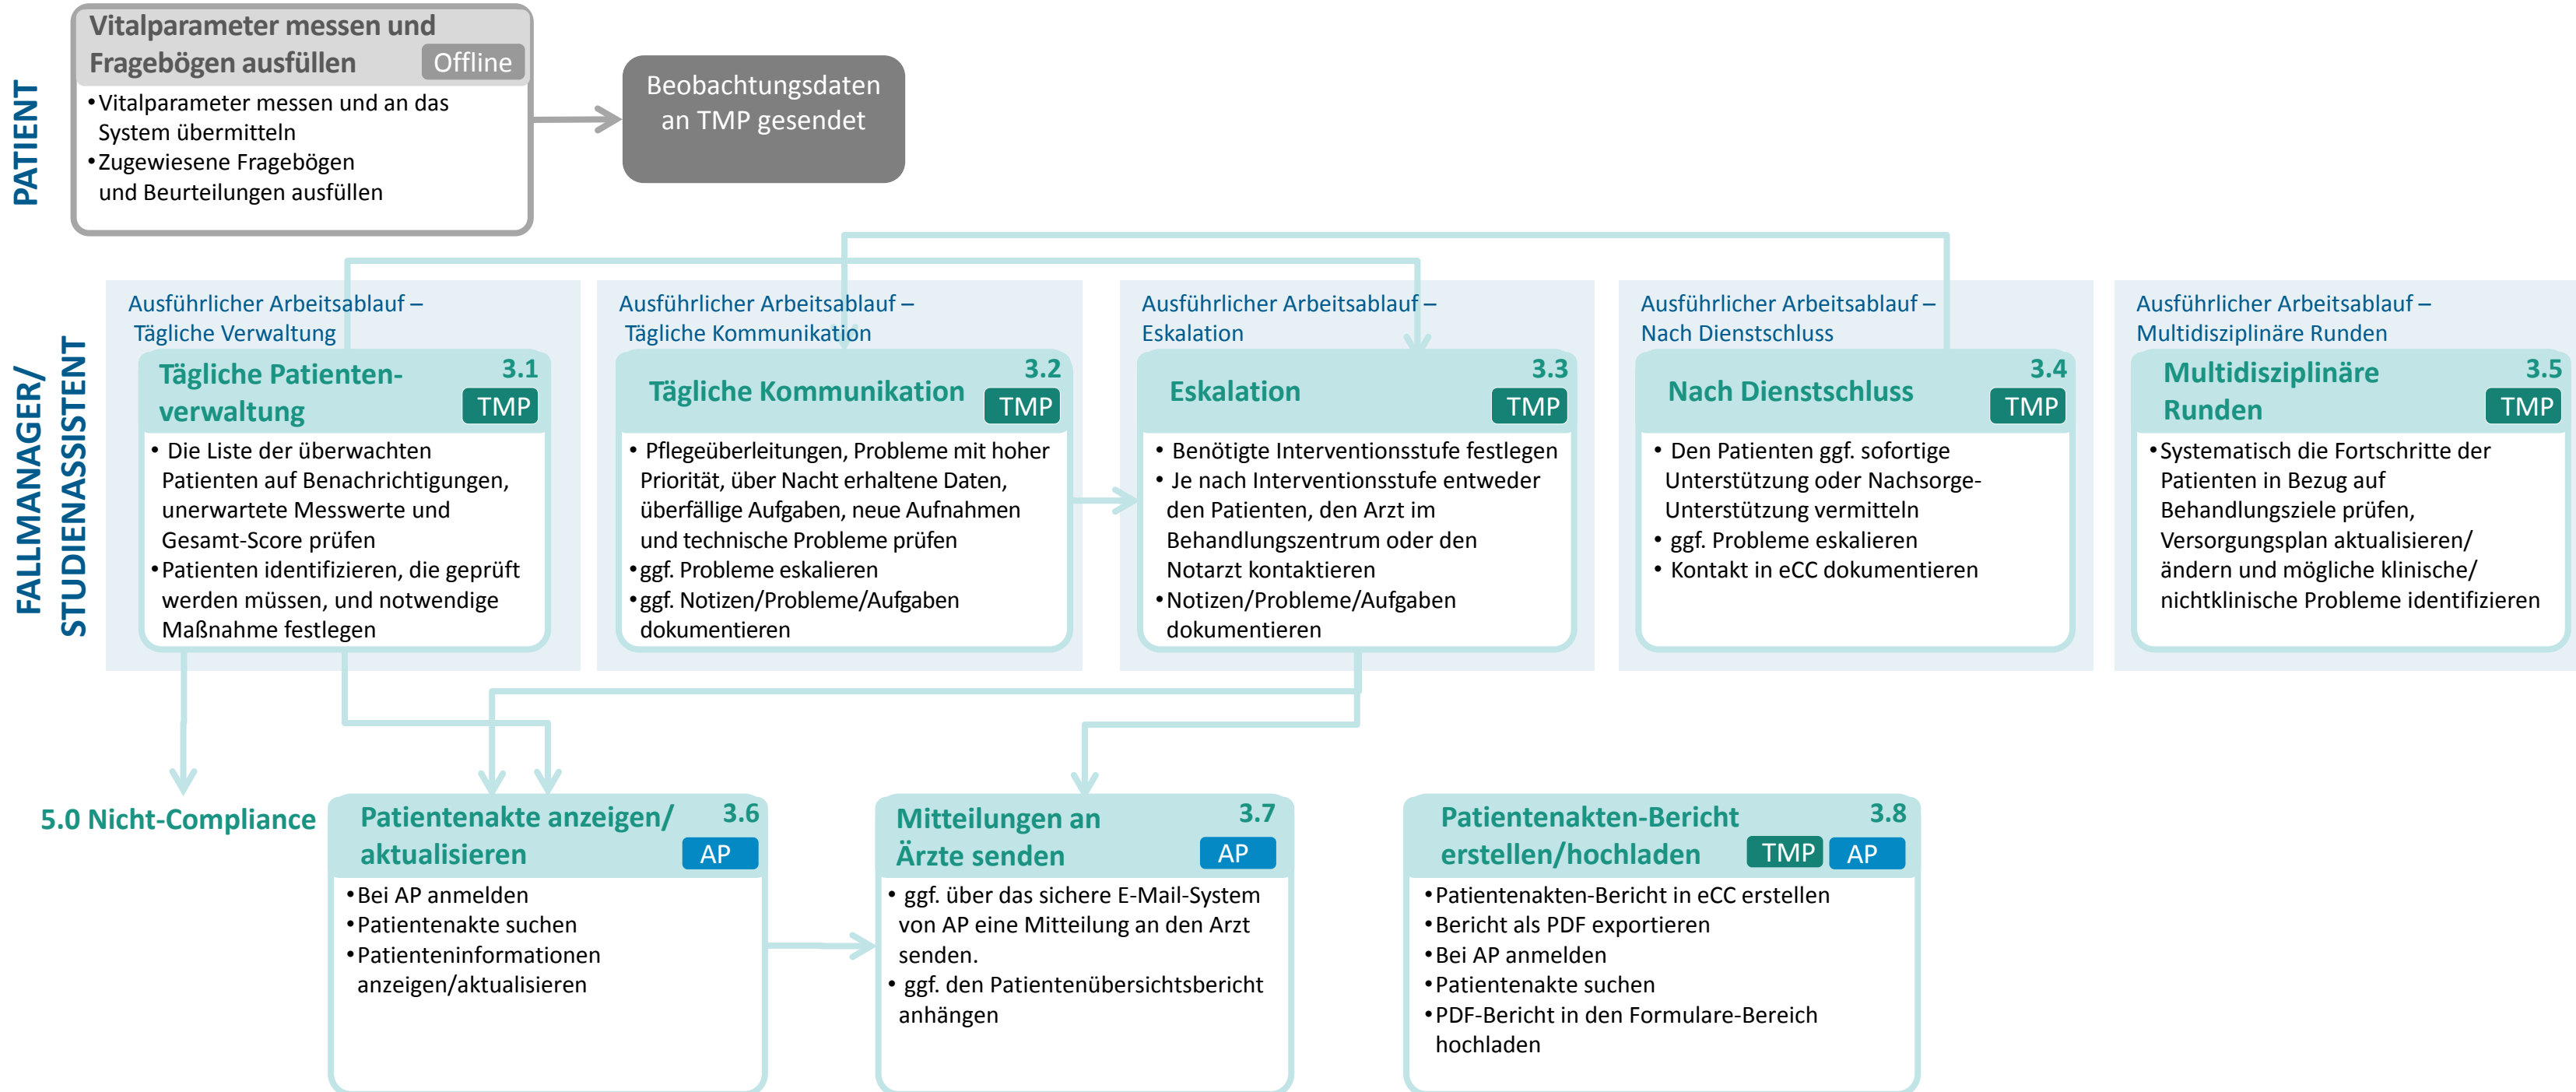 PATIENT
Vitalparameter messen und
Fragebögen ausfüllen
Offline
•Vitalparameter messen und an das
System übermitteln
•Zugewiesene Fragebögen
und Beurteilungen ausfüllen
Beobachtungsdaten
an TMP gesendet
FALLMANAGER/
STUDIENASSISTENT
Ausführlicher Arbeitsablauf –
Tägliche Verwaltung
Tägliche Patienten-
verwaltung
3.1
TMP
• Die Liste der überwachten
Patienten auf Benachrichtigungen,
unerwartete Messwerte und
Gesamt-Score prüfen
•Patienten identifizieren, die geprüft
werden müssen, und notwendige
Maßnahme festlegen
Ausführlicher Arbeitsablauf –
Tägliche Kommunikation
Tägliche Kommunikation
3.2
TMP
• Pflegeüberleitungen, Probleme mit hoher
Priorität, über Nacht erhaltene Daten,
überfällige Aufgaben, neue Aufnahmen
und technische Probleme prüfen
•ggf. Probleme eskalieren
•ggf. Notizen/Probleme/Aufgaben
dokumentieren
Ausführlicher Arbeitsablauf –
Eskalation
Eskalation
3.3
TMP
• Benötigte Interventionsstufe festlegen
• Je nach Interventionsstufe entweder
den Patienten, den Arzt im
Behandlungszentrum oder den
Notarzt kontaktieren
•Notizen/Probleme/Aufgaben
dokumentieren
Ausführlicher Arbeitsablauf –
Nach Dienstschluss
Nach Dienstschluss
3.4
TMP
• Den Patienten ggf. sofortige
Unterstützung oder Nachsorge-
Unterstützung vermitteln
• ggf. Probleme eskalieren
• Kontakt in eCC dokumentieren
Ausführlicher Arbeitsablauf –
Multidisziplinäre Runden
Multidisziplinäre
Runden
3.5
TMP
•Systematisch die Fortschritte der
Patienten in Bezug auf
Behandlungsziele prüfen,
Versorgungsplan aktualisieren/
ändern und mögliche klinische/
nichtklinische Probleme identifizieren
5.0 Nicht-Compliance
Patientenakte anzeigen/
aktualisieren
3.6
AP
•Bei AP anmelden
•Patientenakte suchen
•Patienteninformationen
anzeigen/aktualisieren
Mitteilungen an
Ärzte senden
3.7
AP
• ggf. über das sichere E-Mail-System
von AP eine Mitteilung an den Arzt
senden.
• ggf. den Patientenübersichtsbericht
anhängen
Patientenakten-Bericht
erstellen/hochladen
3.8
TMP
AP
•Patientenakten-Bericht in eCC erstellen
•Bericht als PDF exportieren
•Bei AP anmelden
•Patientenakte suchen
•PDF-Bericht in den Formulare-Bereich
hochladen